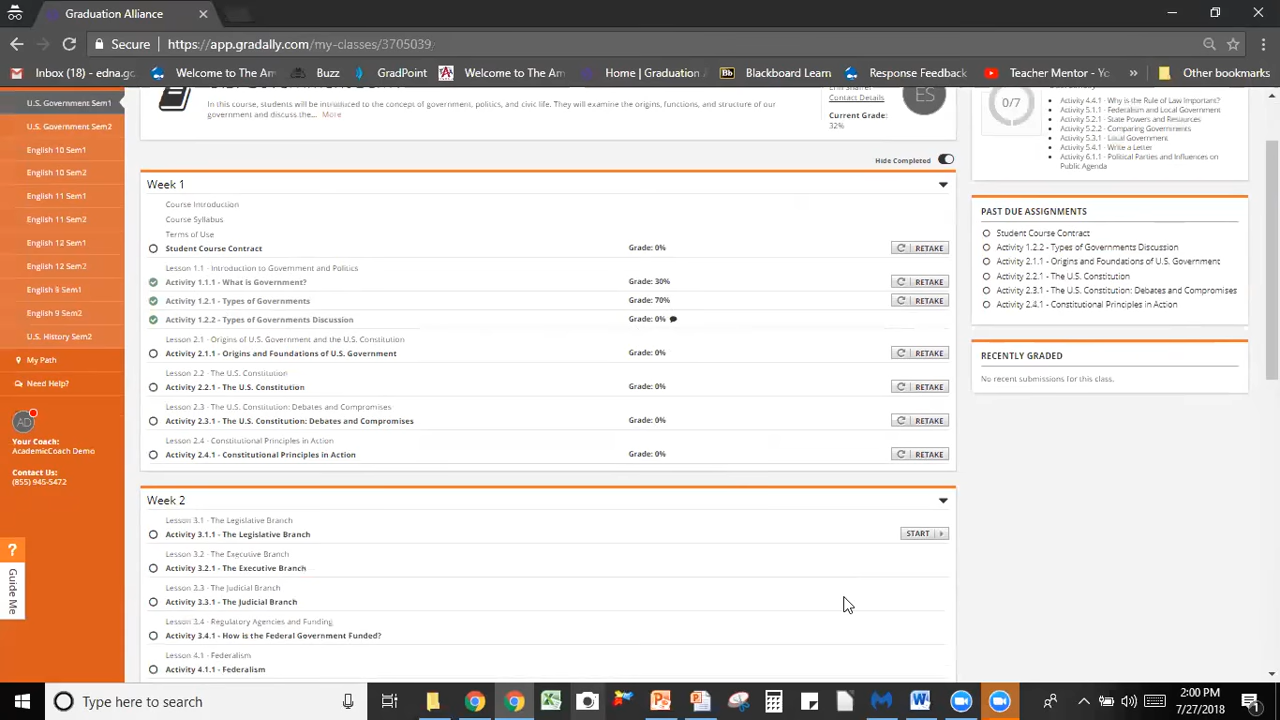 Graduation Alliance
Secure
https://app.gradally.com/my-classes/3705039
Inbox (18) - edna.g
Welcome To The Am
Buzz
GradPoint
Welcome To The Ame
Home | Graduation
Blackboard Learn
Response Feedback
Teacher Mentor - Yc
Other bookmarks
U.S. Government Sem1
U.S. Government Sem2
English 10 Sem1
English 10 Sem2
English 11 Sem1
English 11 Sem2
English 12 Sem1
English 12 Sem2
English 9 Sem1
English 9 Sem2
U.S. History Sem2
My Path
Need Help?
AD
Your Coach:
AcademicCoach Demo
Contact Us:
(855) 945-5472
?
Guide Me
In this course, students will be introduced to the concept of government, politics, and civic life. They will examine the origins, functions, and structure of our
government and discuss the... More
Contact Details
Current Grade:
32%
ES
Hide Completed
Week 1
Course Introduction
Course Syllabus
Terms of Use
Student Course Contract Grade: 0% RETAKE
Lesson 1.1 - Introduction to Government and Politics
Activity 1.1.1 - What is Government? Grade: 30% RETAKE
Activity 1.2.1 - Types of Governments Grade: 70% RETAKE
Activity 1.2.2 - Types of Governments Discussion Grade: 0%
Lesson 2.1 - Origins of U.S. Government and the U.S. Constitution
Activity 2.1.1 - Origins and Foundations of U.S. Government Grade: 0% RETAKE
Lesson 2.2 - The U.S. Constitution
Activity 2.2.1 - The U.S. Constitution Grade: 0% RETAKE
Lesson 2.3 - The U.S. Constitution: Debates and Compromises
Activity 2.3.1 - The U.S. Constitution: Debates and Compromises Grade: 0% RETAKE
Lesson 2.4 - Constitutional Principles in Action
Activity 2.4.1 - Constitutional Principles in Action Grade: 0% RETAKE
Week 2
Lesson 3.1 - The Legislative Branch
Activity 3.1.1 - The Legislative Branch START
Lesson 3.2 - The Executive Branch
Activity 3.2.1 - The Executive Branch
Lesson 3.3 - The Judicial Branch
Activity 3.3.1 - The Judicial Branch
Lesson 3.4 - Regulatory Agencies and Funding
Activity 3.4.1 - How is the Federal Government Funded?
Lesson 4.1 - Federalism
Activity 4.1.1 - Federalism
0/7
Activity 4.4.1 - Why is the Rule of Law Important?
Activity 5.1.1 - Federalism and Local Government
Activity 5.2.1 - State Powers and Resources
Activity 5.2.2 - Comparing Governments
Activity 5.3.1 - Local Government
Activity 5.4.1 - Write a Letter
Activity 6.1.1 - Political Parties and Influences on
Public Agenda
PAST DUE ASSIGNMENTS
Student Course Contract
Activity 1.2.2 - Types of Governments Discussion
Activity 2.1.1 - Origins and Foundations of U.S. Government
Activity 2.2.1 - The U.S. Constitution
Activity 2.3.1 - The U.S. Constitution: Debates and Compromises
Activity 2.4.1 - Constitutional Principles in Action
RECENTLY GRADED
No recent submissions for this class.
Type here to search
2:00 PM
7/27/2018
1